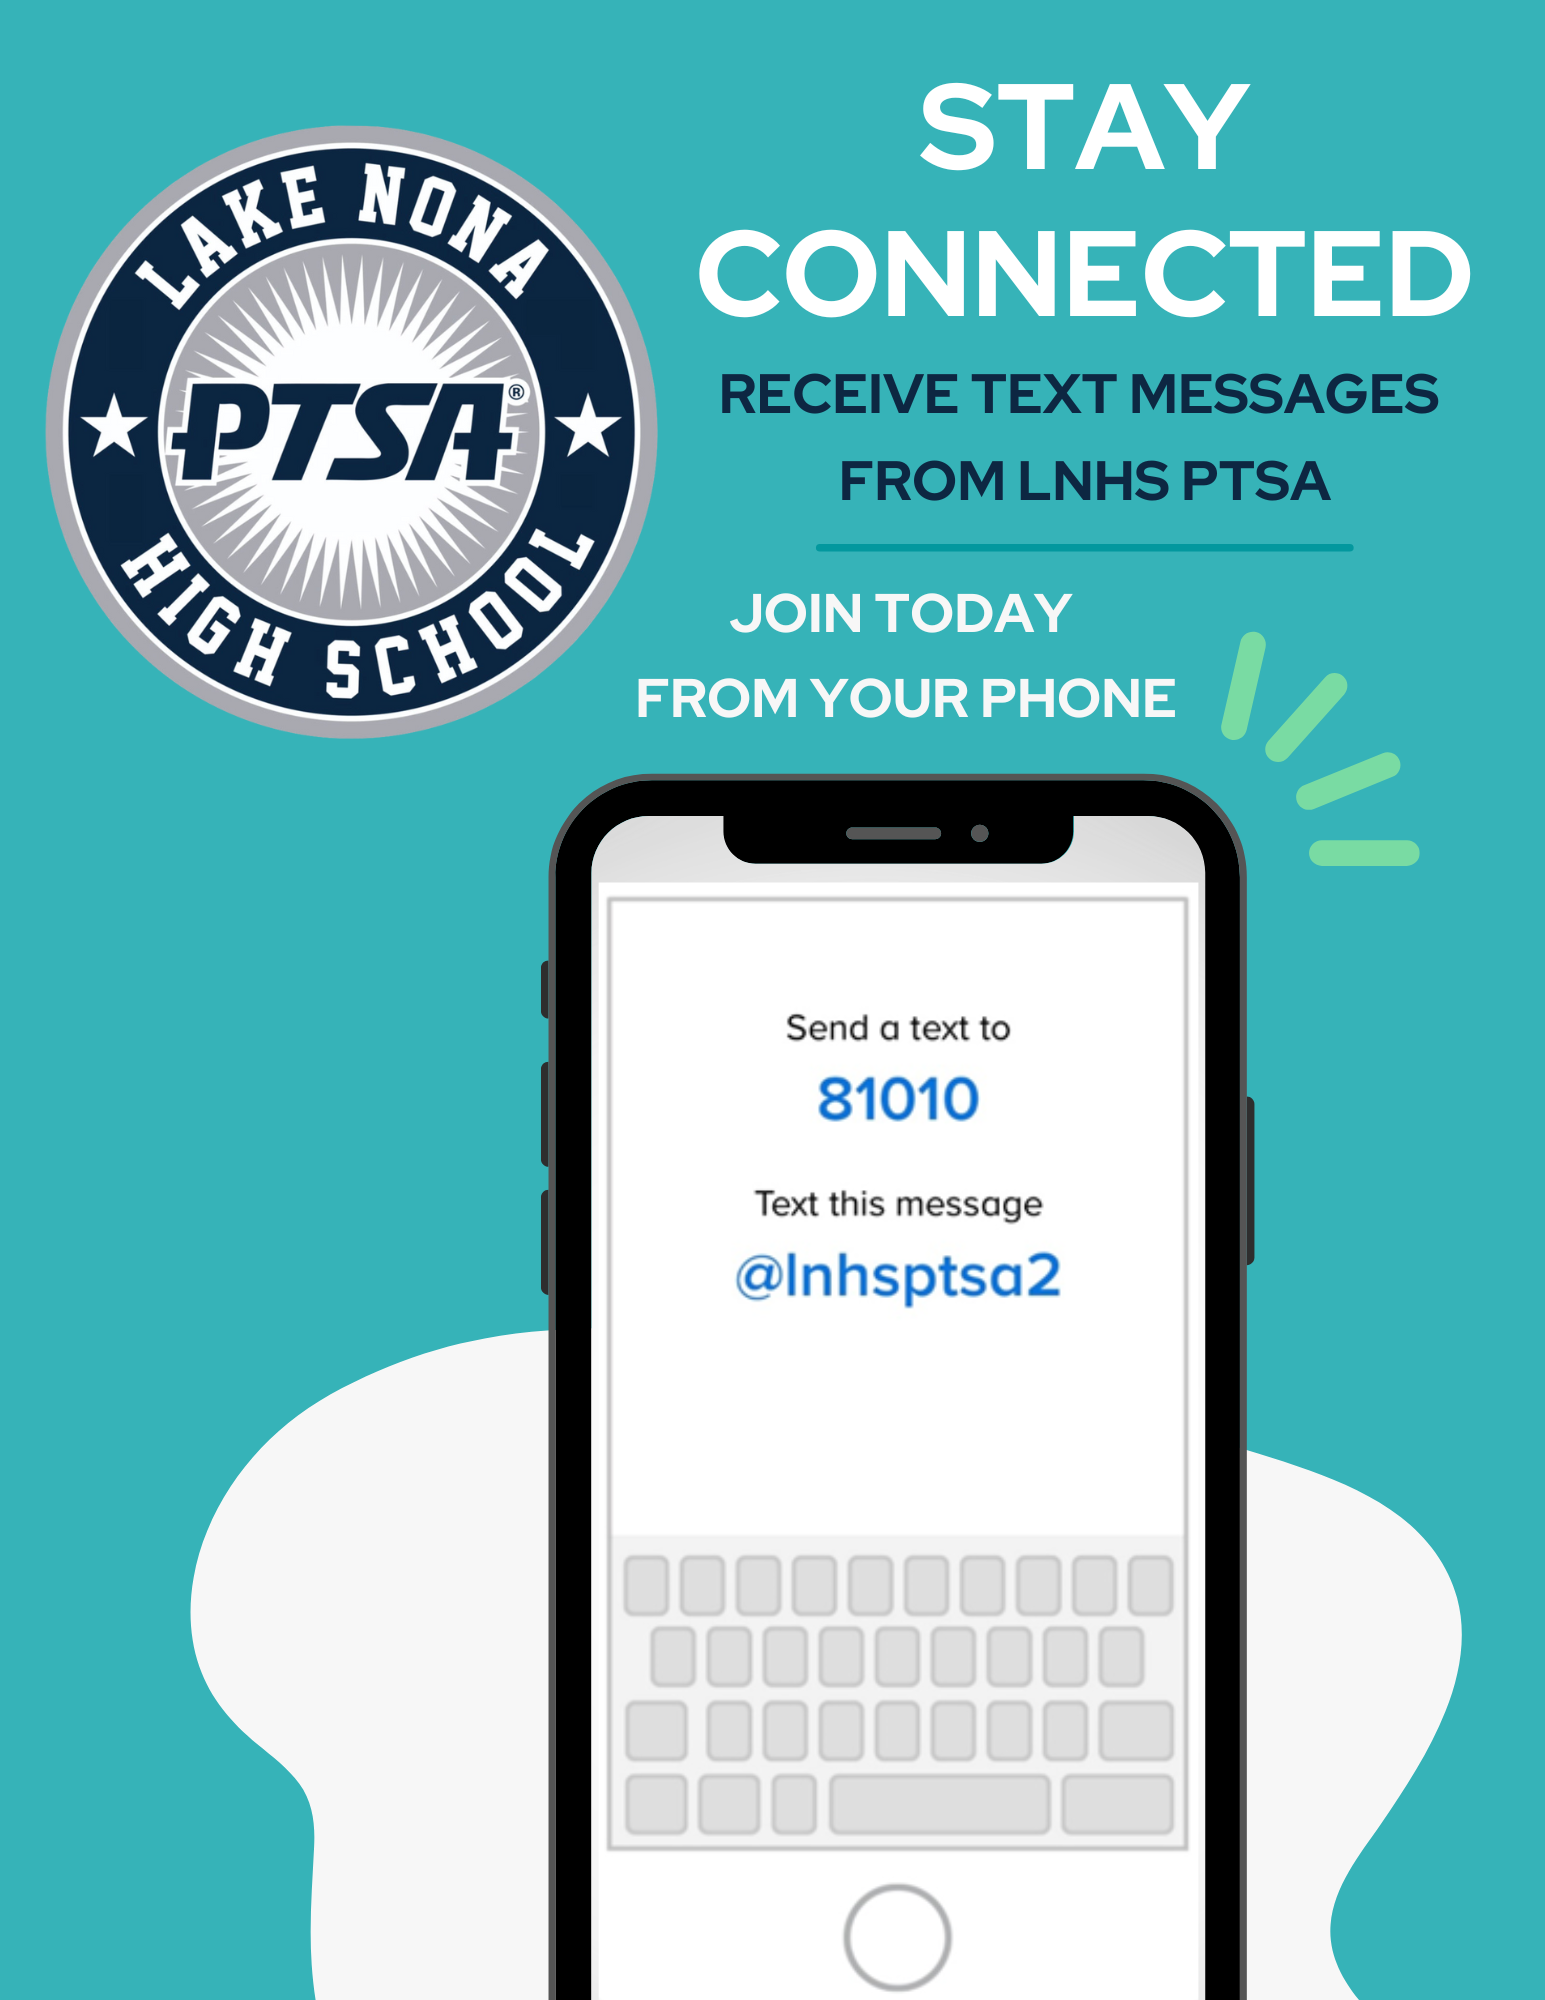 LAKE NONA
PTSA®
HIGH SCHOOL
STAY
CONNECTED
RECEIVE TEXT MESSAGES
FROM LNHS PTSA
JOIN TODAY
FROM YOUR PHONE
Send a text to
81010
Text this message
@lnhsptsa2